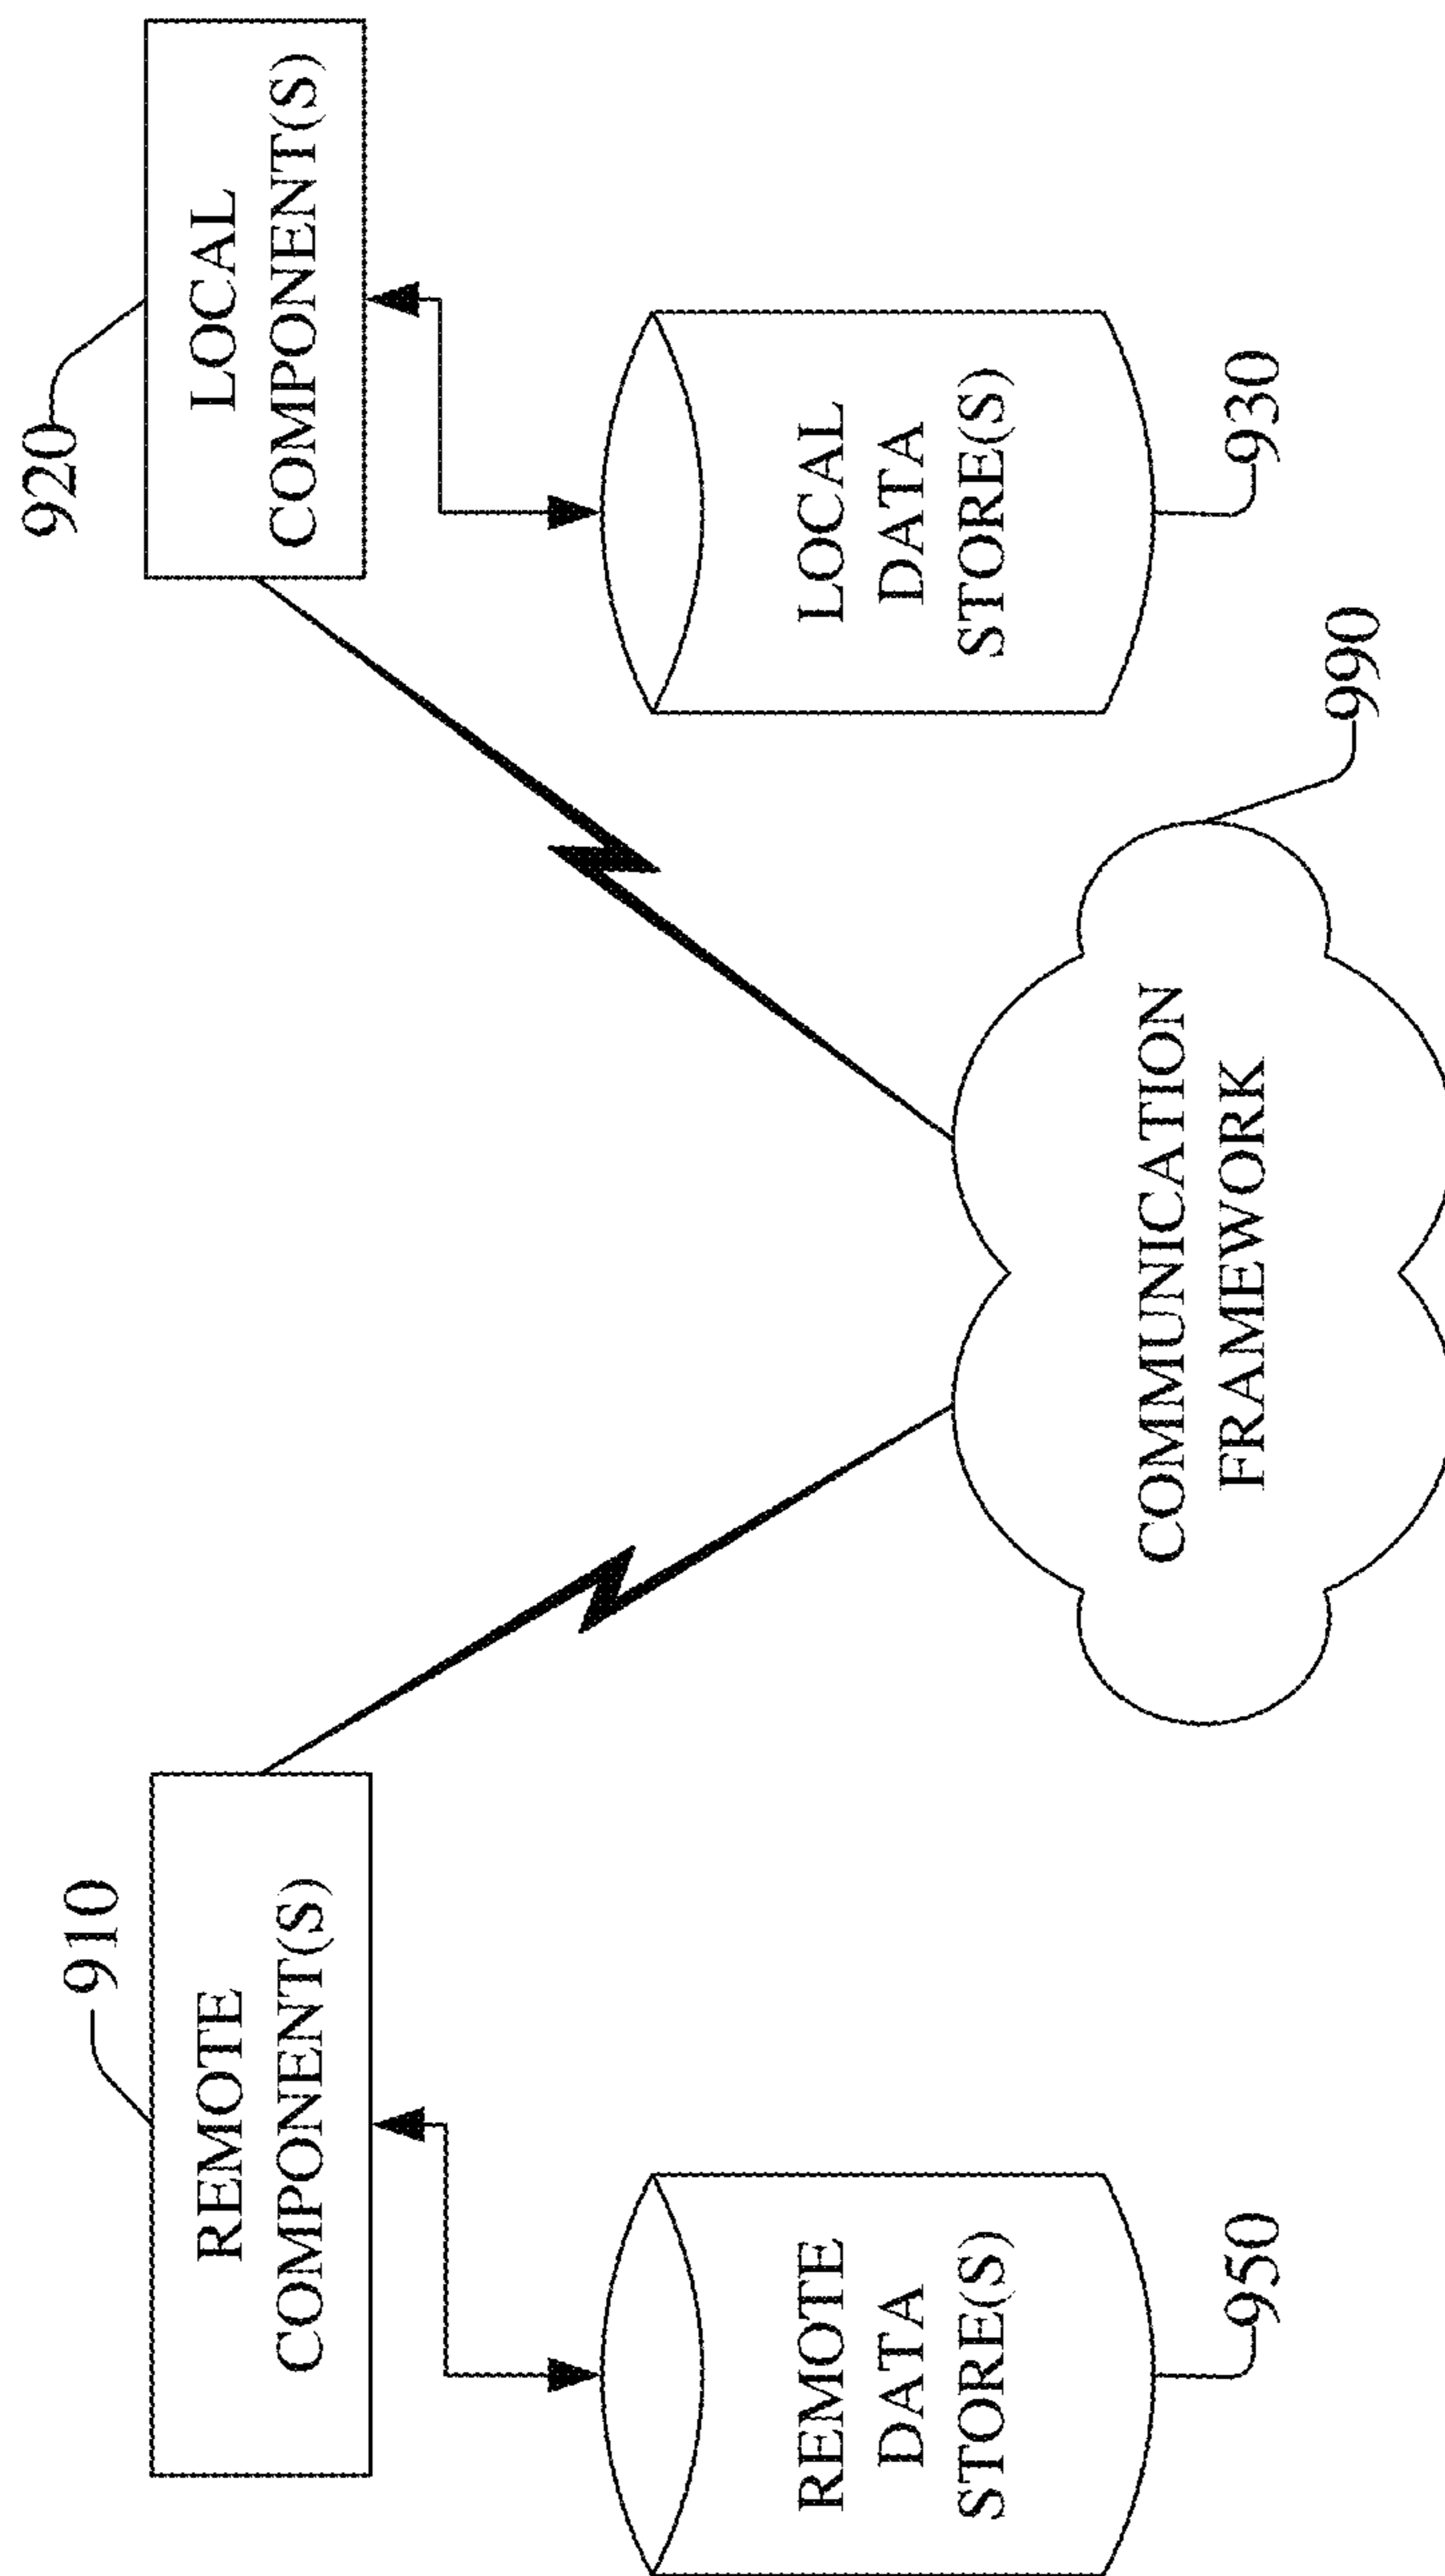 910
920
REMOTE
COMPONENT(S)
LOCAL
COMPONENT(S)
REMOTE
DATA
STORE(S)
LOCAL
DATA
STORE(S)
950
930
990
COMMUNICATION
FRAMEWORK